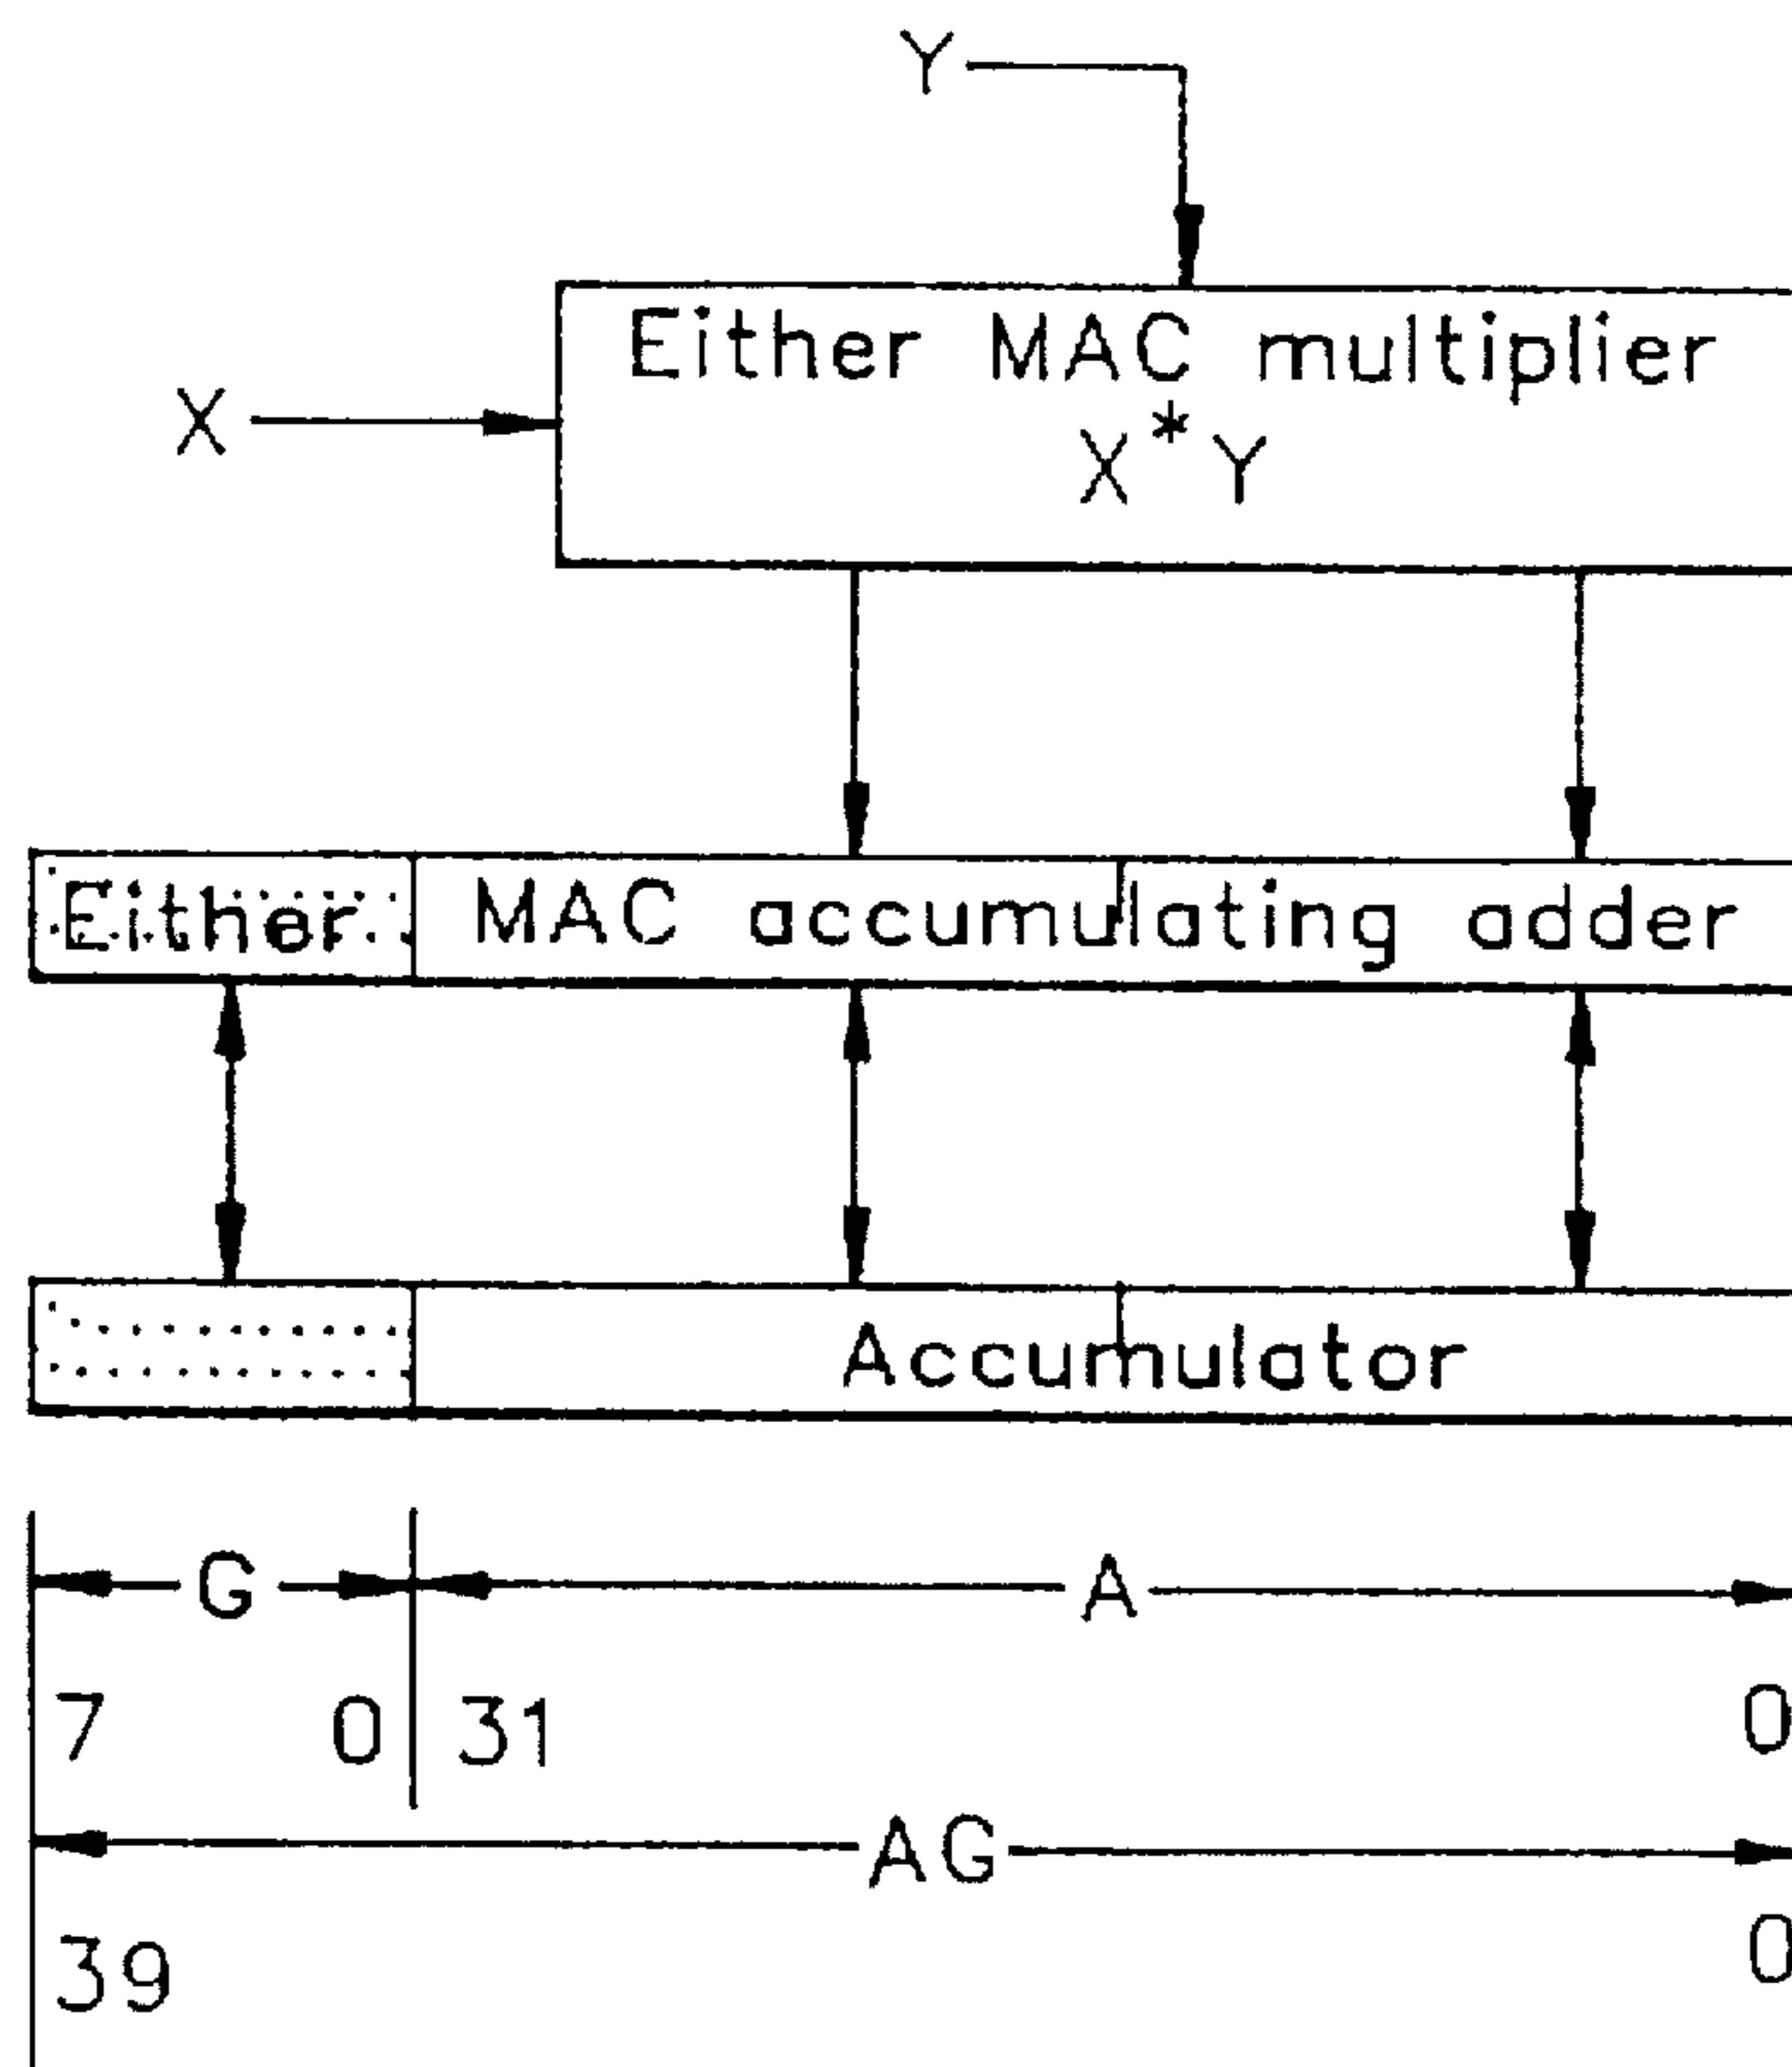 Y
Either MAC multiplier
X
X*Y
Either MAC accumulating adder
Accumulator
G A
7 0 31 0
AG
39 0